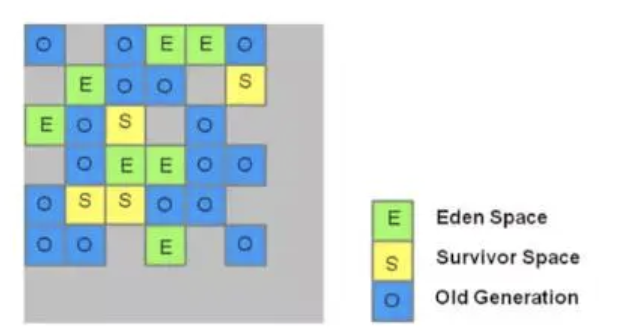 O O E E O
E O O S
E O S O
O E E O O
O S S O O
O O E O
E Eden Space
S Survivor Space
O Old Generation